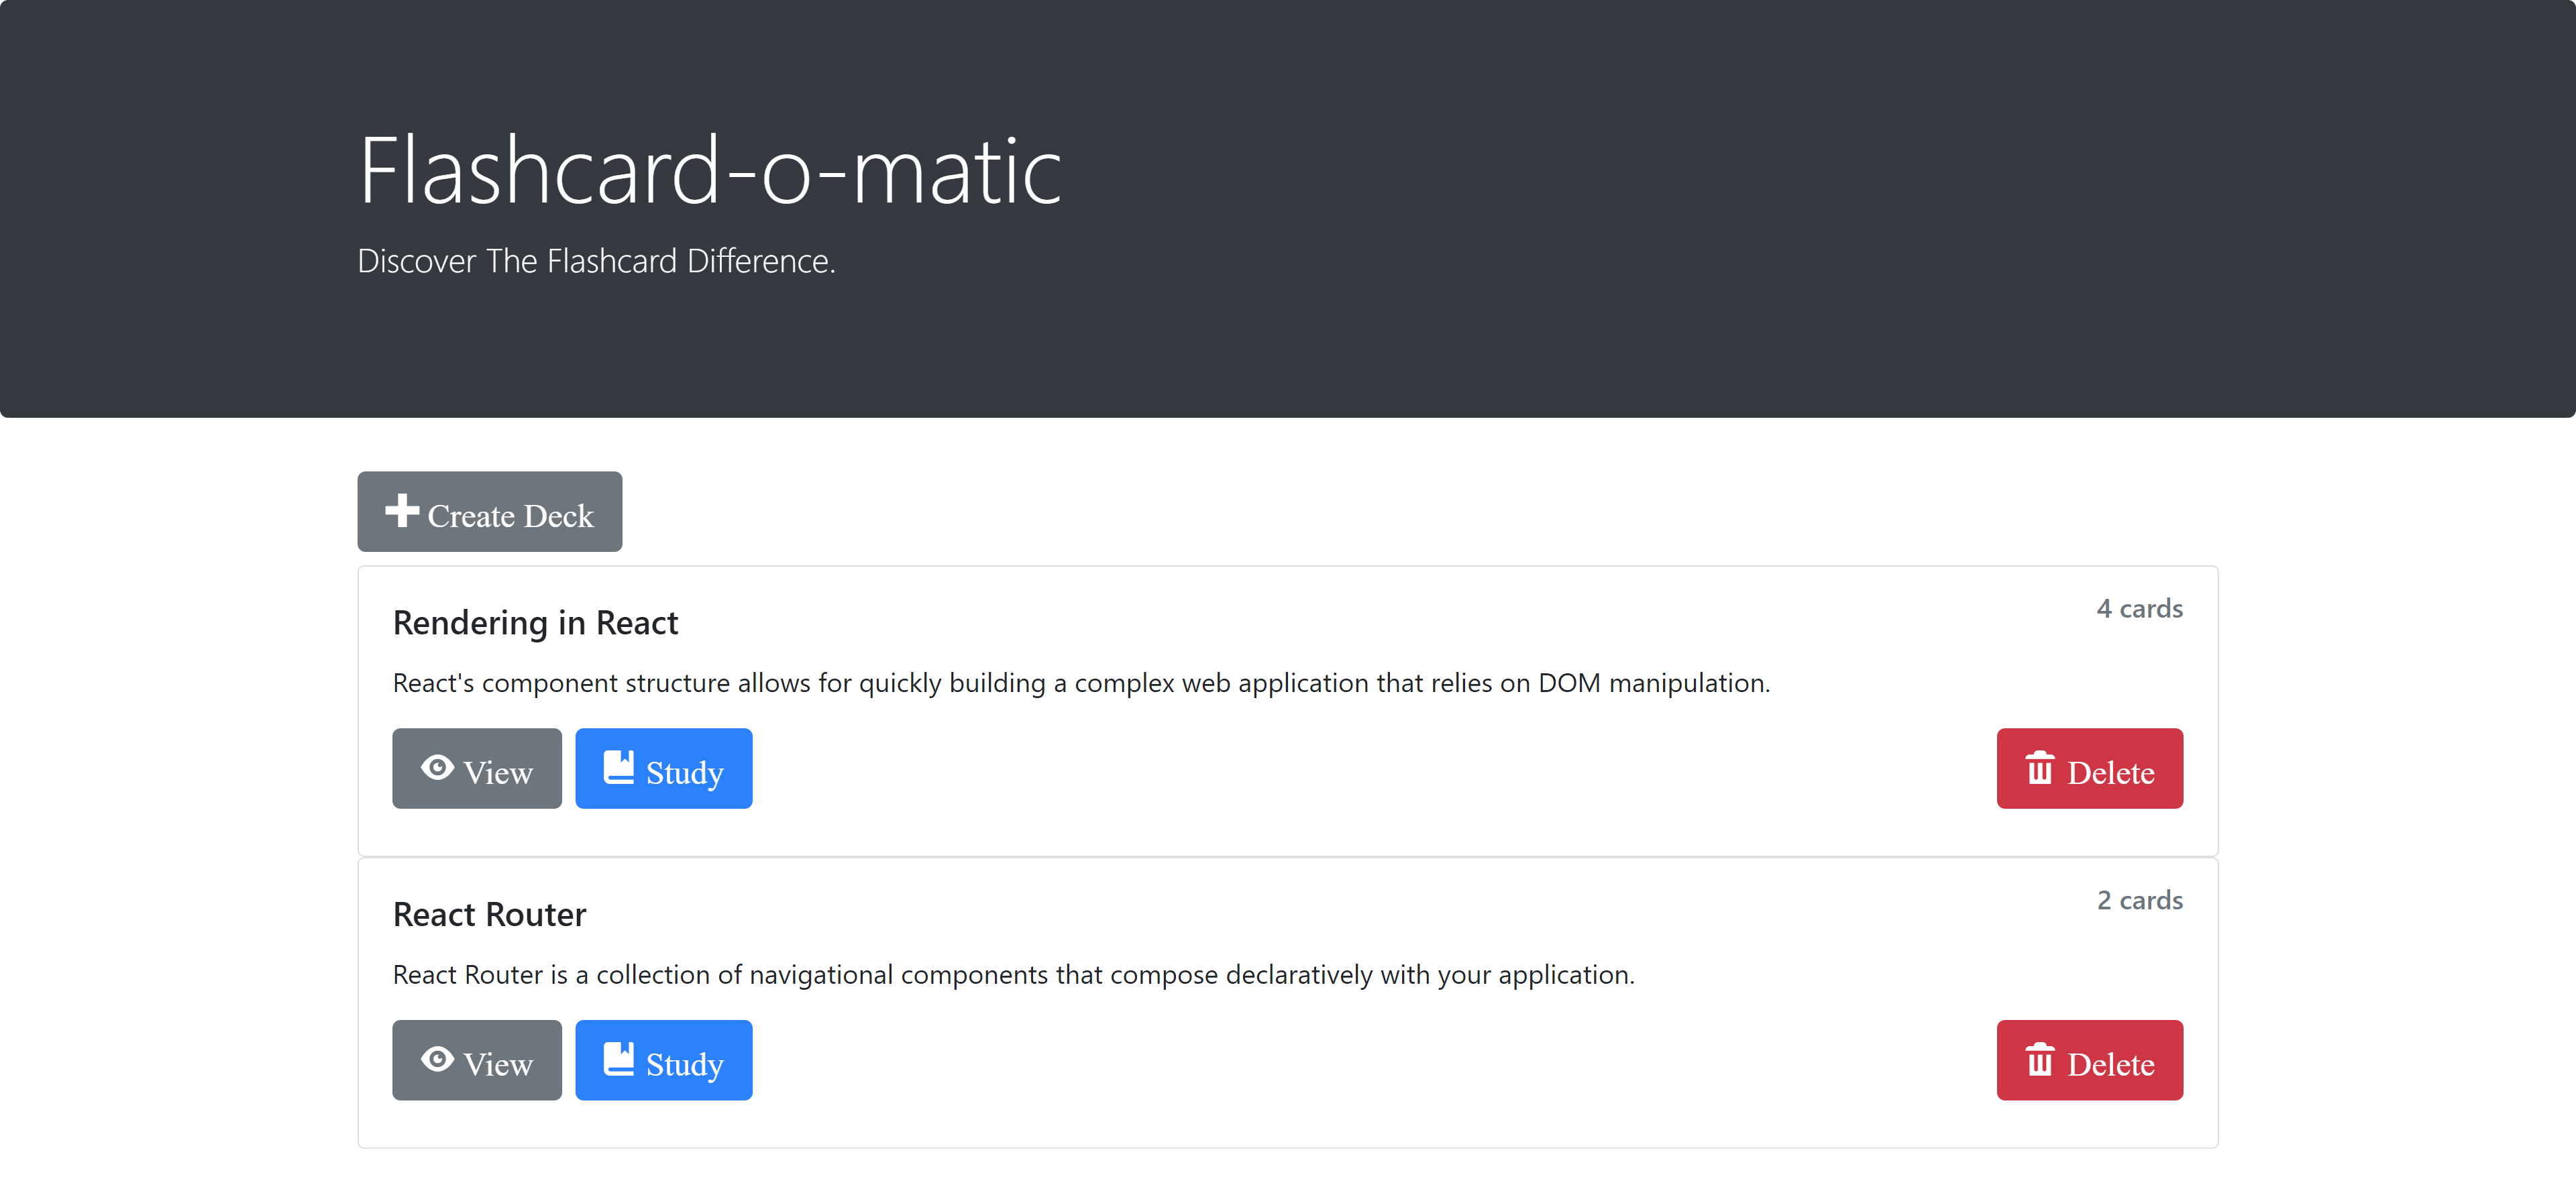 Flashcard-o-matic
Discover The Flashcard Difference.
Create Deck
Rendering in React
4 cards
React's component structure allows for quickly building a complex web application that relies on DOM manipulation.
View
Study
Delete
React Router
2 cards
React Router is a collection of navigational components that compose declaratively with your application.
View
Study
Delete